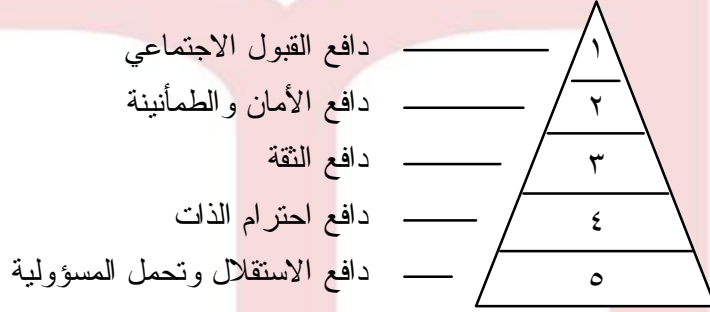 دافع القبول الاجتماعي ١
دافع الأمان والطمأنينة ٢
دافع الثقة ٣
دافع احترام الذات ٤
دافع الاستقلال وتحمل المسؤولية ٥